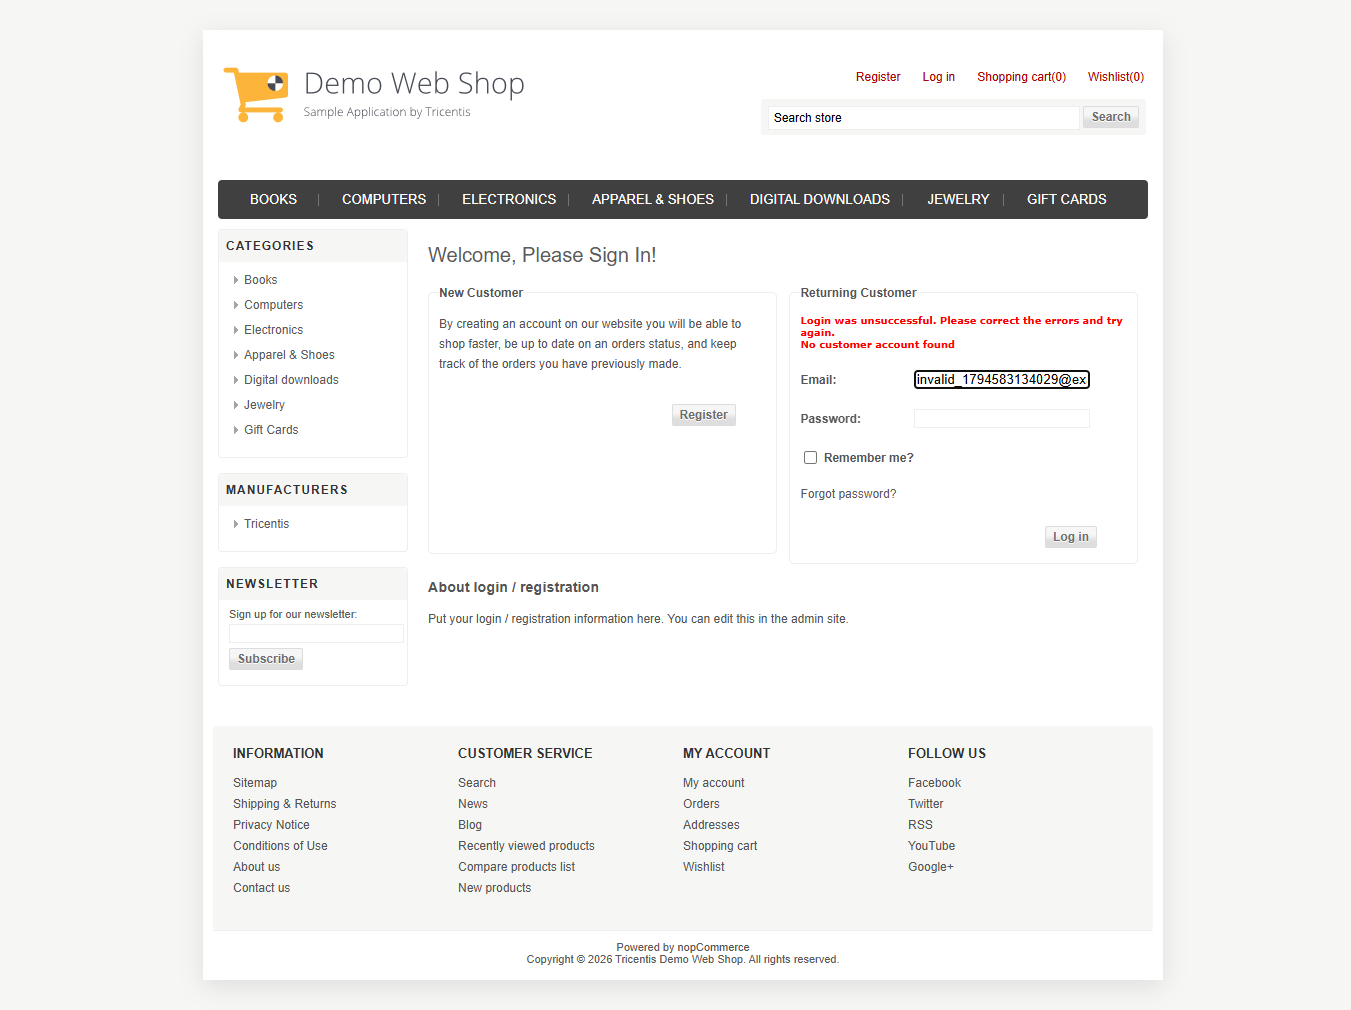 Demo Web Shop
Sample Application by Tricentis
Register
Log in
Shopping cart(0)
Wishlist(0)
Search store
Search
BOOKS
COMPUTERS
ELECTRONICS
APPAREL & SHOES
DIGITAL DOWNLOADS
JEWELRY
GIFT CARDS
CATEGORIES
Books
Computers
Electronics
Apparel & Shoes
Digital downloads
Jewelry
Gift Cards
MANUFACTURERS
Tricentis
NEWSLETTER
Sign up for our newsletter:
Subscribe
Welcome, Please Sign In!
New Customer
By creating an account on our website you will be able to
shop faster, be up to date on an orders status, and keep
track of the orders you have previously made.
Register
Returning Customer
Login was unsuccessful. Please correct the errors and try
again.
No customer account found
Email:
invalid_1794583134029@ex
Password:
Remember me?
Forgot password?
Log in
About login / registration
Put your login / registration information here. You can edit this in the admin site.
INFORMATION
Sitemap
Shipping & Returns
Privacy Notice
Conditions of Use
About us
Contact us
CUSTOMER SERVICE
Search
News
Blog
Recently viewed products
Compare products list
New products
MY ACCOUNT
My account
Orders
Addresses
Shopping cart
Wishlist
FOLLOW US
Facebook
Twitter
RSS
YouTube
Google+
Powered by nopCommerce
Copyright © 2026 Tricentis Demo Web Shop. All rights reserved.